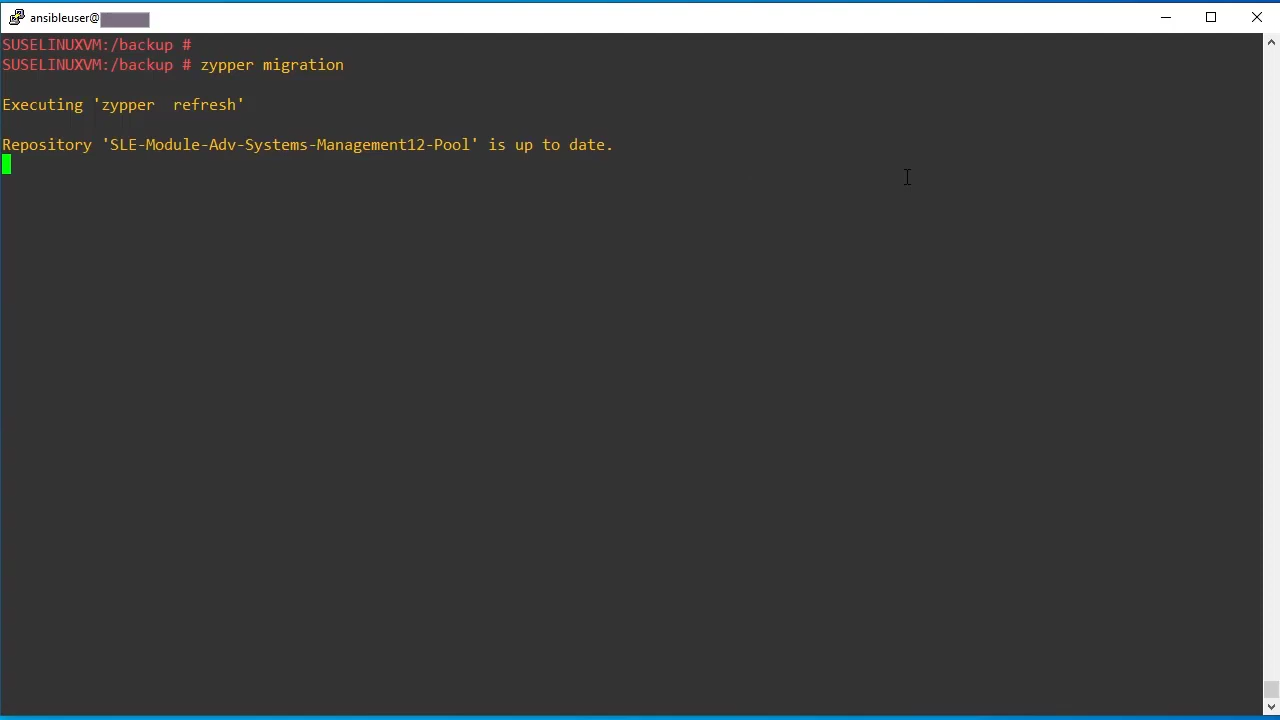 ansibleuser@
SUSELINUXVM:/backup #
SUSELINUXVM:/backup # zypper migration
Executing 'zypper  refresh'
Repository 'SLE-Module-Adv-Systems-Management12-Pool' is up to date.